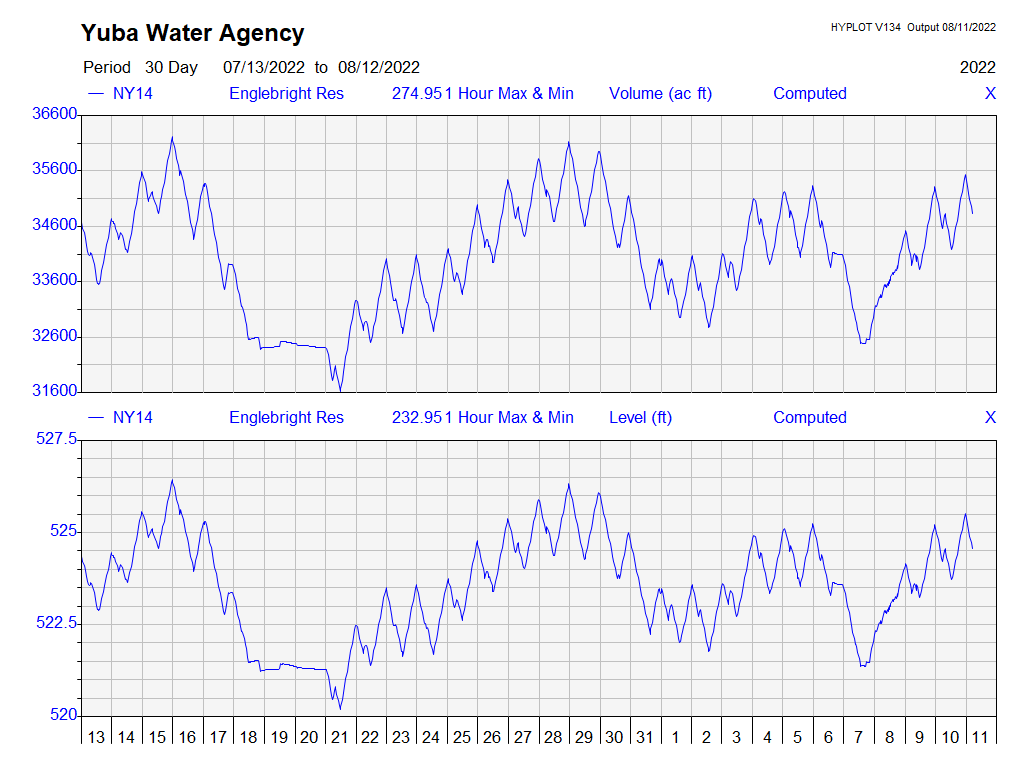 Yuba Water Agency
HYPLOT V134 Output 08/11/2022
Period 30 Day 07/13/2022 to 08/12/2022
2022
NY14 Englebright Res 274.951 Hour Max & Min Volume (ac ft) Computed X
36600
35600
34600
33600
32600
31600
NY14 Englebright Res 232.951 Hour Max & Min Level (ft) Computed X
527.5
525
522.5
520
13 14 15 16 17 18 19 20 21 22 23 24 25 26 27 28 29 30 31 1 2 3 4 5 6 7 8 9 10 11